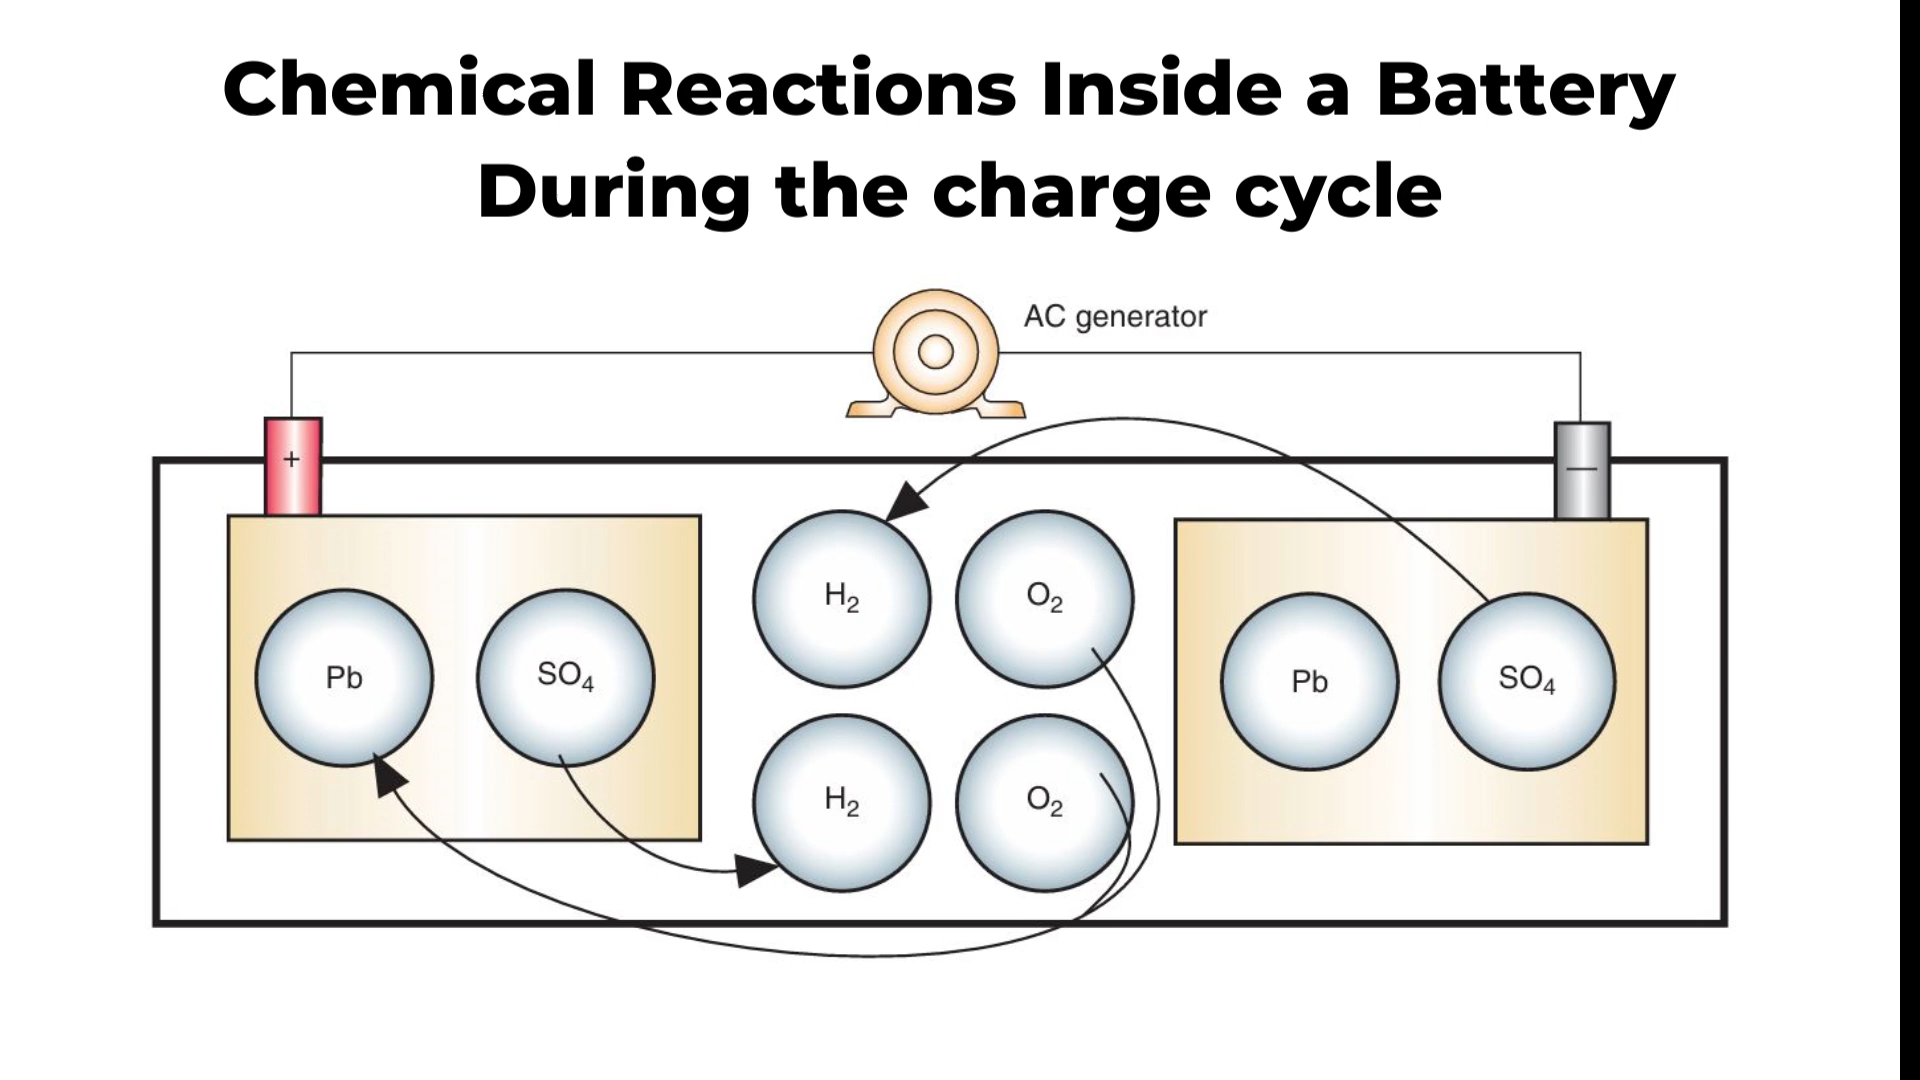 Chemical Reactions Inside a Battery
During the charge cycle
AC generator
+
—
H₂
O₂
Pb
SO₄
Pb
SO₄
H₂
O₂